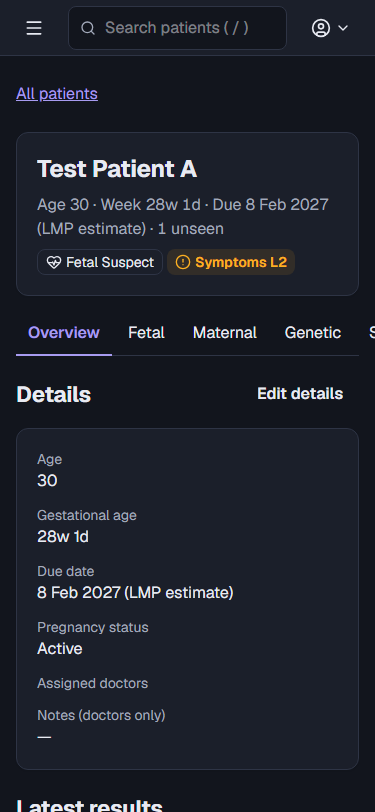 Search patients ( / )
All patients
Test Patient A
Age 30 · Week 28w 1d · Due 8 Feb 2027
(LMP estimate) · 1 unseen
Fetal Suspect
Symptoms L2
Overview Fetal Maternal Genetic
Details
Edit details
Age
30
Gestational age
28w 1d
Due date
8 Feb 2027 (LMP estimate)
Pregnancy status
Active
Assigned doctors
Notes (doctors only)
—
Latest results